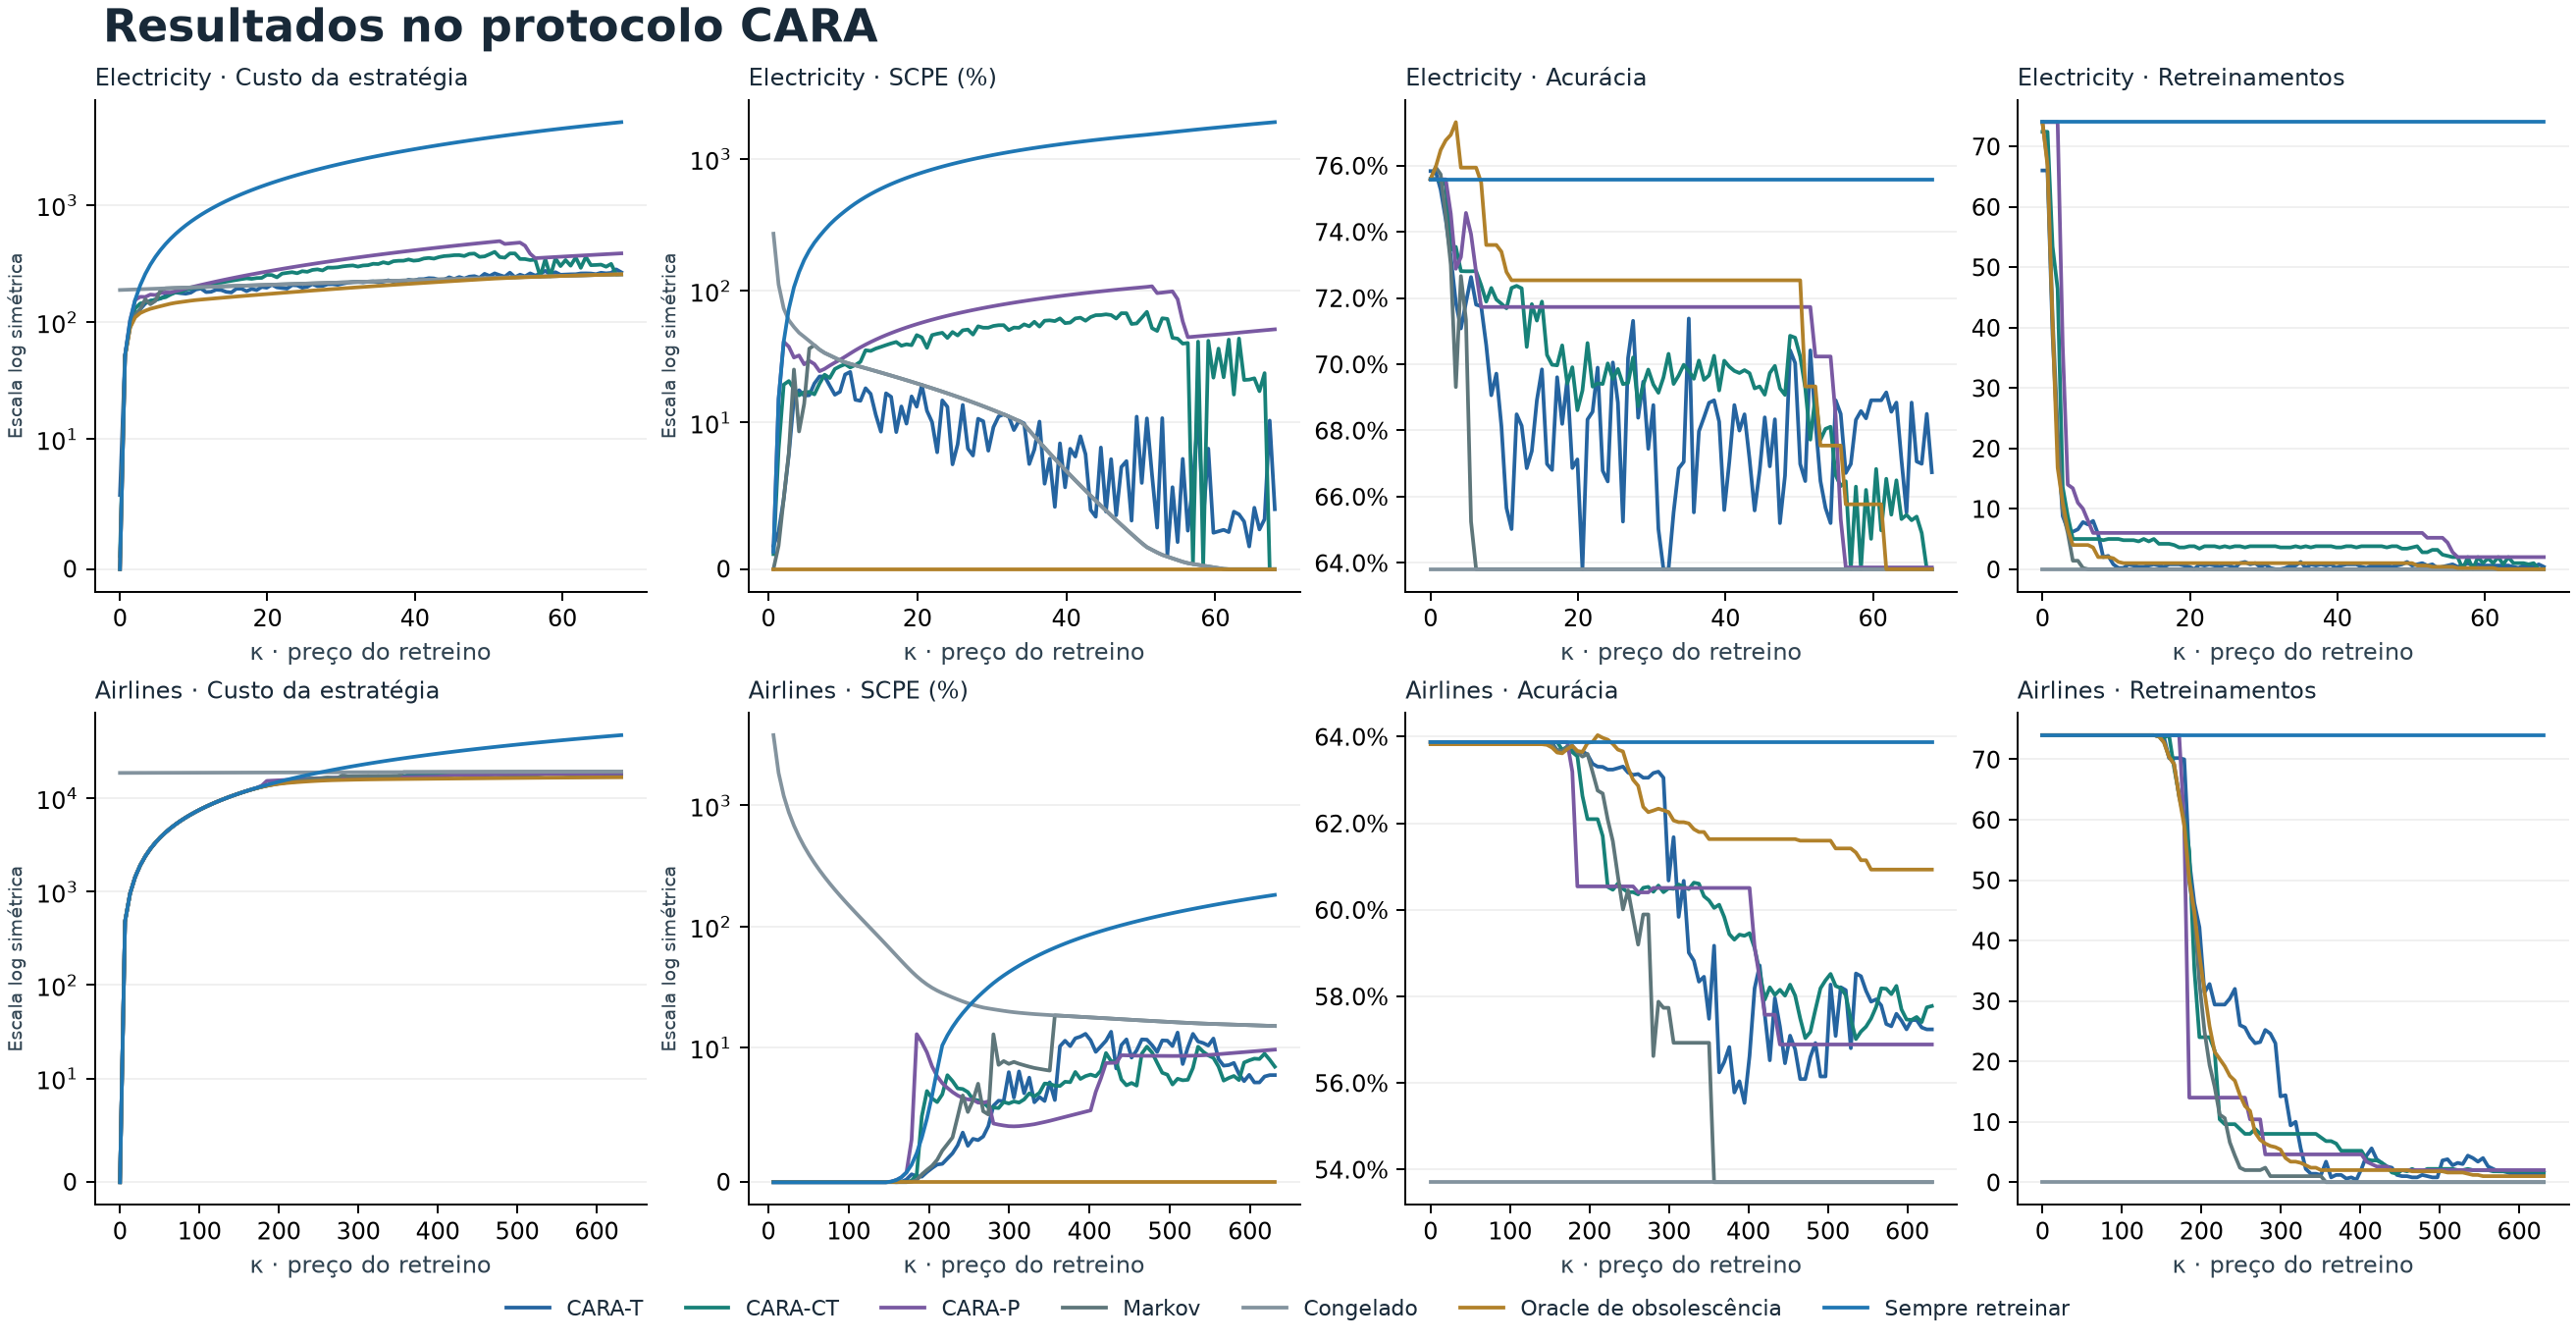 Resultados no protocolo CARA
Electricity · Custo da estratégia
Escala log simétrica
10³
10²
10¹
0
0 20 40 60
κ · preço do retreino
Electricity · SCPE (%)
Escala log simétrica
10³
10²
10¹
0
0 20 40 60
κ · preço do retreino
Electricity · Acurácia
76.0%
74.0%
72.0%
70.0%
68.0%
66.0%
64.0%
0 20 40 60
κ · preço do retreino
Electricity · Retreinamentos
70
60
50
40
30
20
10
0
0 20 40 60
κ · preço do retreino
Airlines · Custo da estratégia
Escala log simétrica
10⁴
10³
10²
10¹
0
0 100 200 300 400 500 600
κ · preço do retreino
Airlines · SCPE (%)
Escala log simétrica
10³
10²
10¹
0
0 100 200 300 400 500 600
κ · preço do retreino
Airlines · Acurácia
64.0%
62.0%
60.0%
58.0%
56.0%
54.0%
0 100 200 300 400 500 600
κ · preço do retreino
Airlines · Retreinamentos
70
60
50
40
30
20
10
0
0 100 200 300 400 500 600
κ · preço do retreino
CARA-T CARA-CT CARA-P Markov Congelado Oracle de obsolescência Sempre retreinar